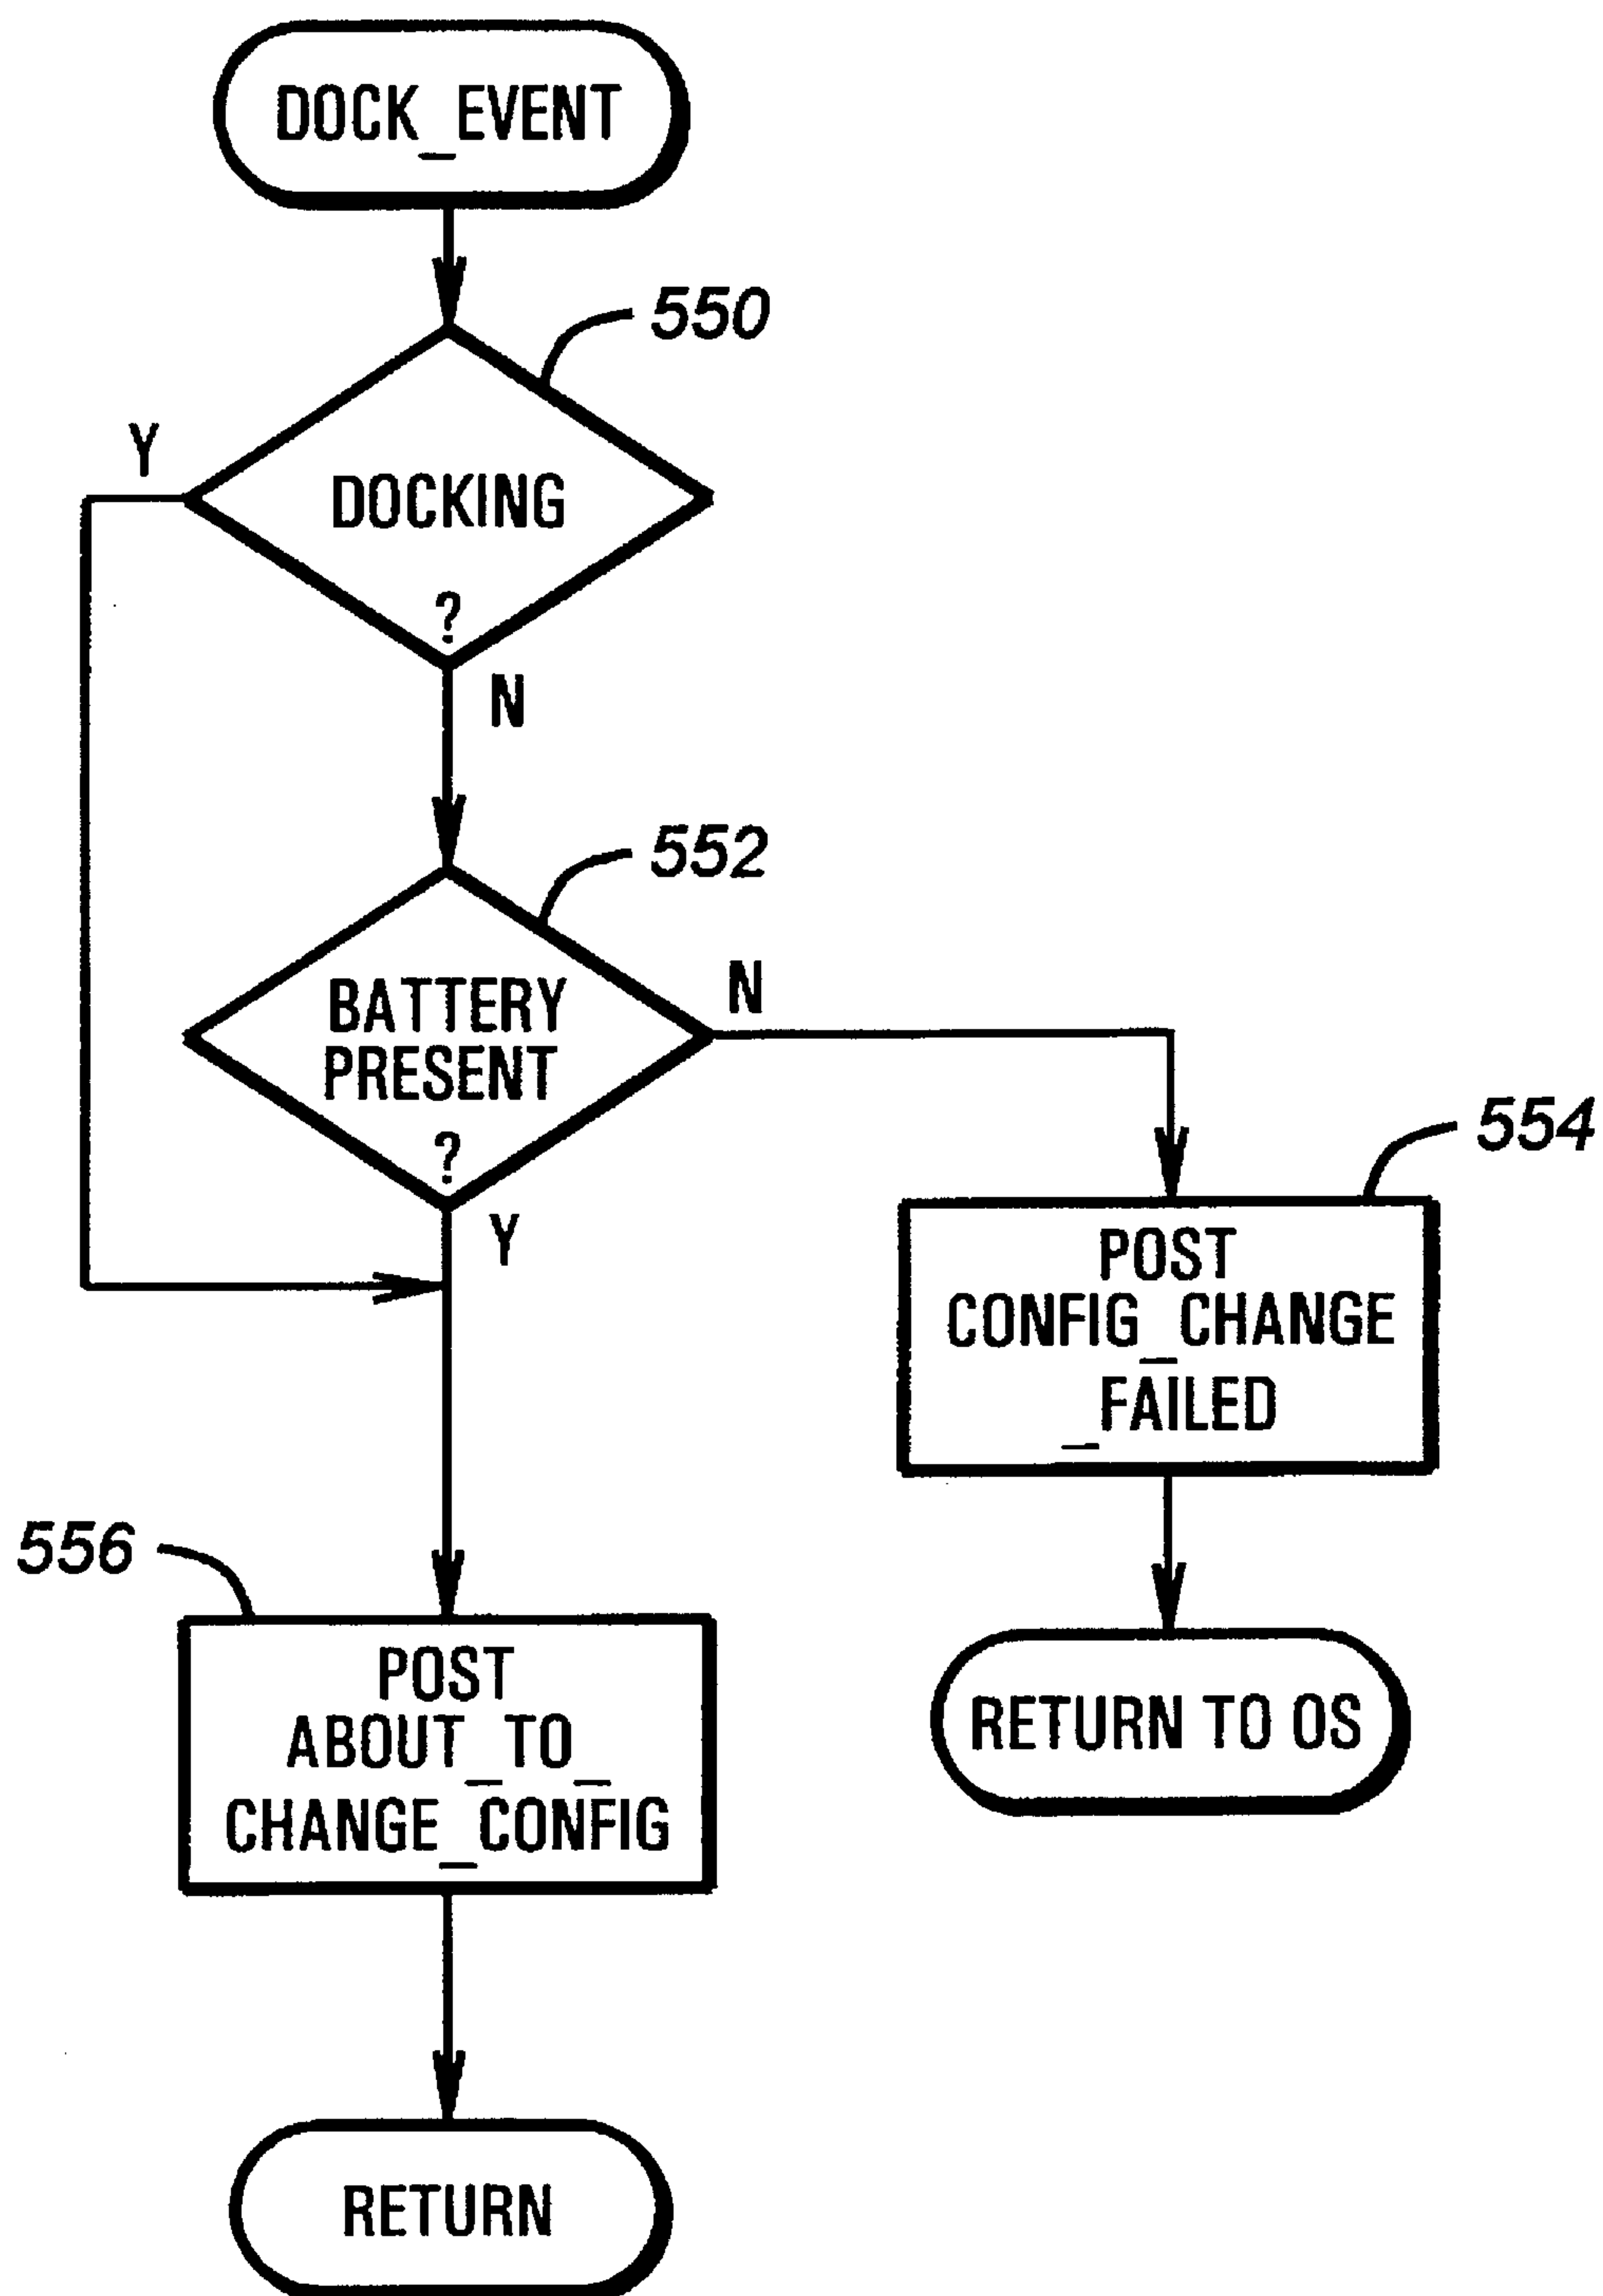 DOCK_EVENT
550
Y
DOCKING
?
N
552
BATTERY
PRESENT
?
N
Y
554
POST
CONFIG_CHANGE
_FAILED
556
POST
ABOUT_TO_
CHANGE_CONFIG
RETURN TO OS
RETURN